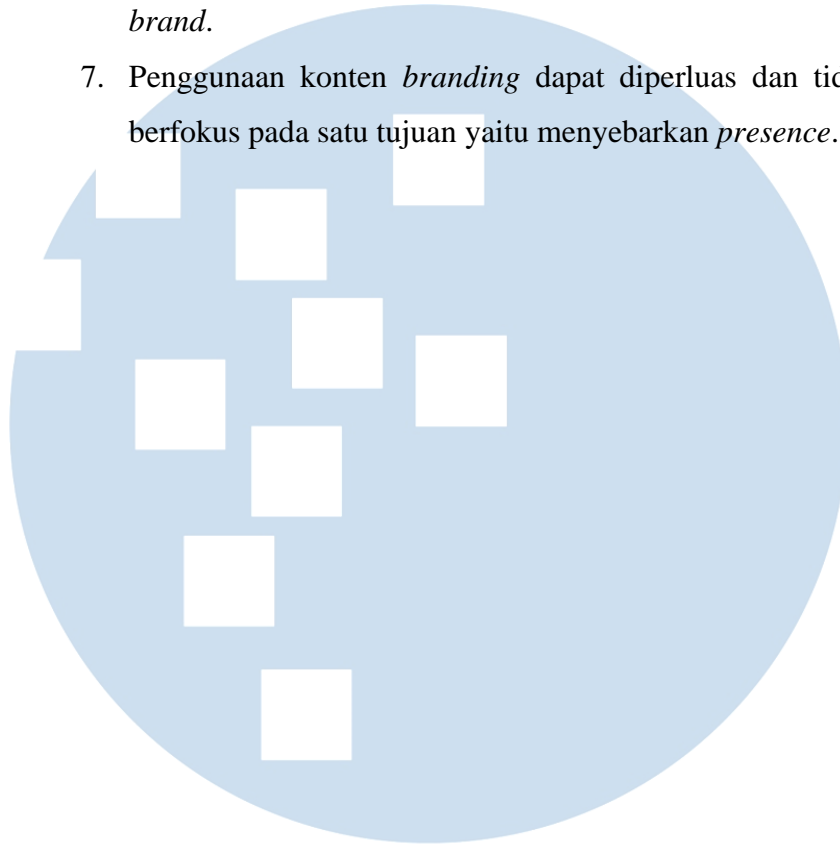 brand.
7. Penggunaan konten branding dapat diperluas dan
berfokus pada satu tujuan yaitu menyebarkan presence.